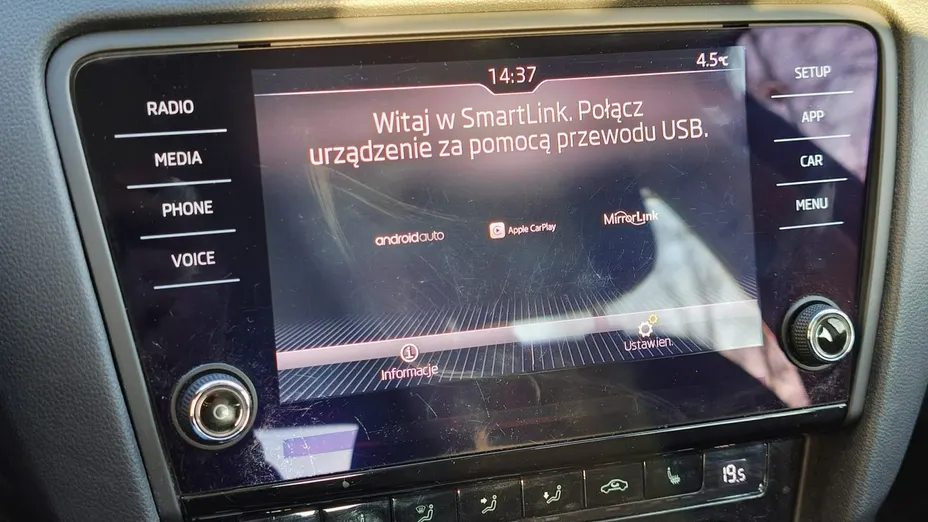 14:37
4.5°C
RADIO
MEDIA
PHONE
VOICE
Witaj w SmartLink. Połącz
urządzenie za pomocą przewodu USB.
androidauto
Apple CarPlay
MirrorLink
Informacje
Ustawien.
SETUP
APP
CAR
MENU
19.5